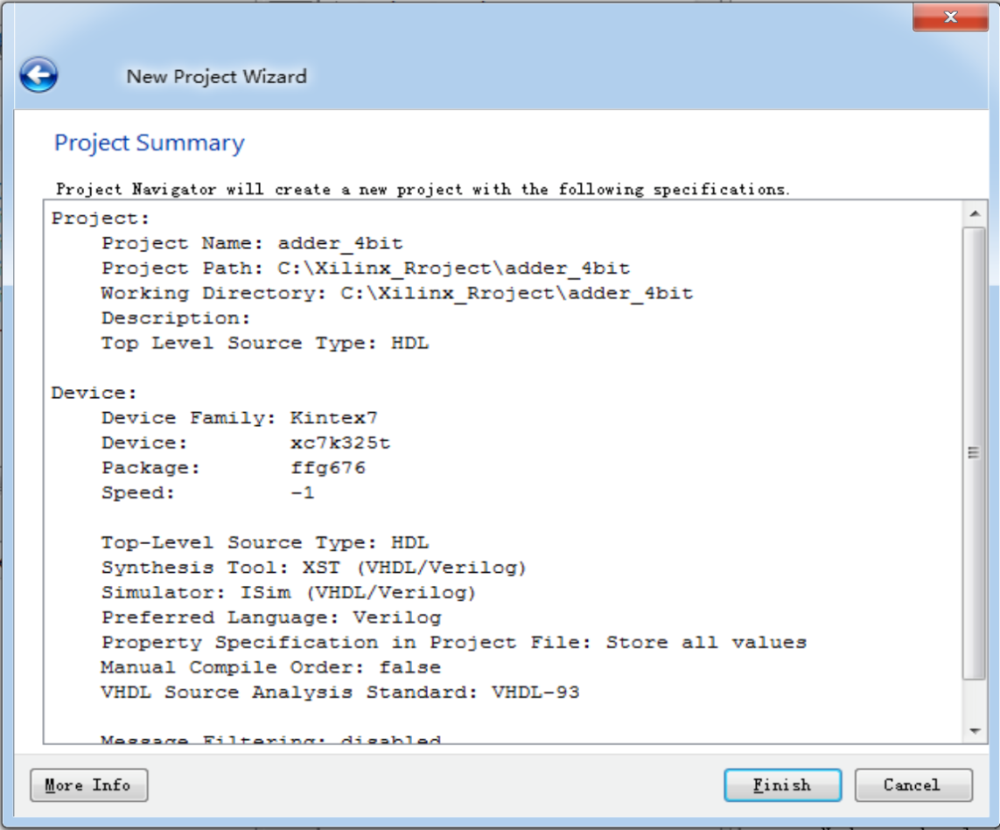 New Project Wizard
Project Summary
Project Navigator will create a new project with the following specifications.
Project:
Project Name: adder_4bit
Project Path: C:\Xilinx_Rroject\adder_4bit
Working Directory: C:\Xilinx_Rroject\adder_4bit
Description:
Top Level Source Type: HDL
Device:
Device Family: Kintex7
Device: xc7k325t
Package: ffg676
Speed: -1
Top-Level Source Type: HDL
Synthesis Tool: XST (VHDL/Verilog)
Simulator: ISim (VHDL/Verilog)
Preferred Language: Verilog
Property Specification in Project File: Store all values
Manual Compile Order: false
VHDL Source Analysis Standard: VHDL-93
Message Filtering: disabled
More Info
Finish
Cancel